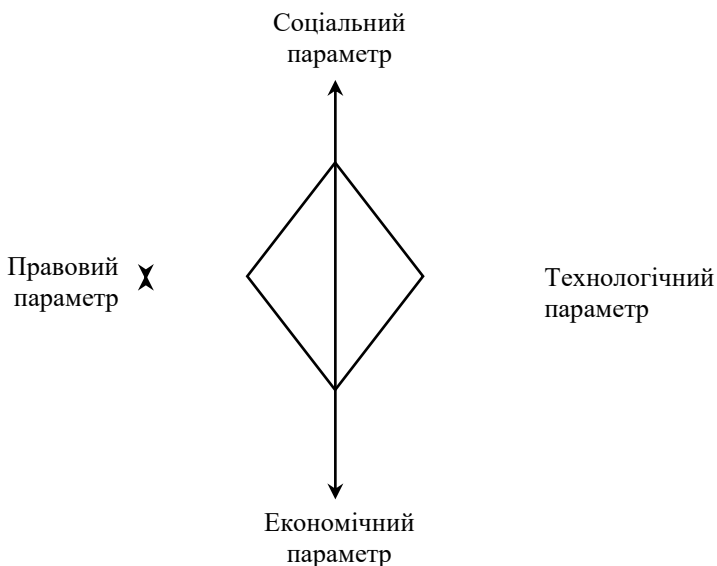 Соціальний
параметр
Правовий
параметр
Технологічний
параметр
Економічний
параметр